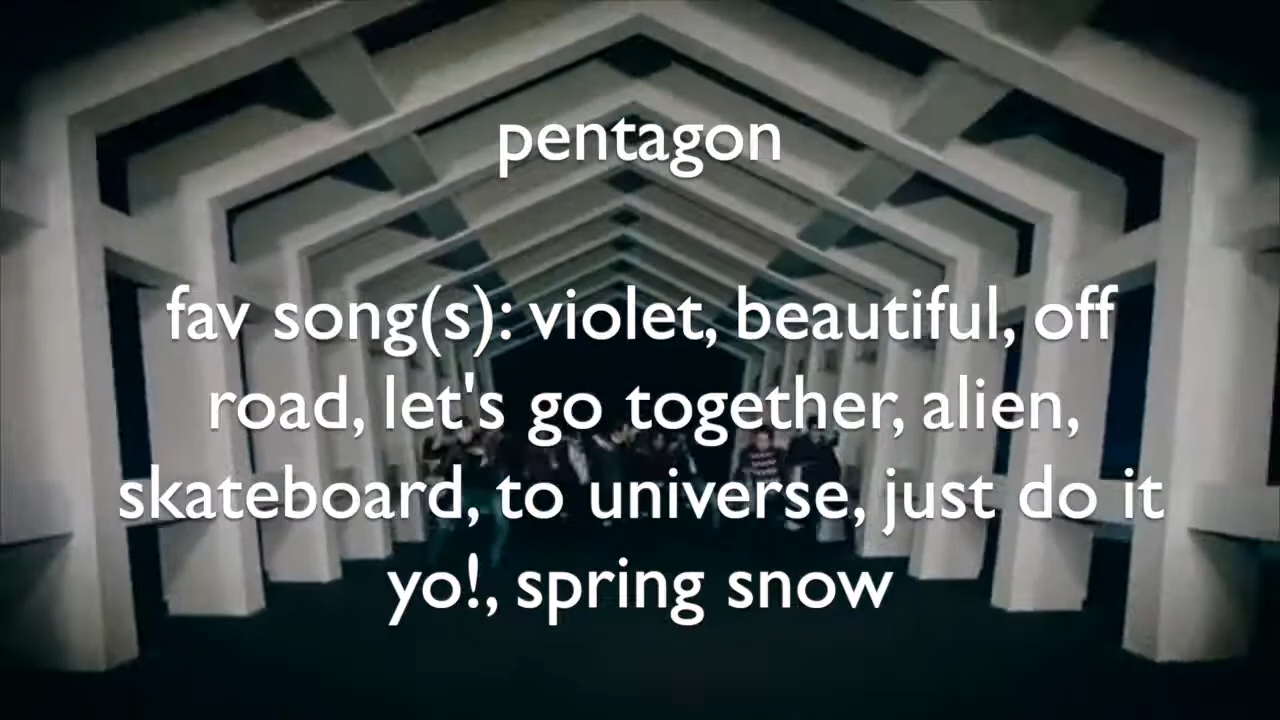 pentagon
fav song(s): violet, beautiful, off
road, let's go together, alien,
skateboard, to universe, just do it
yo!, spring snow